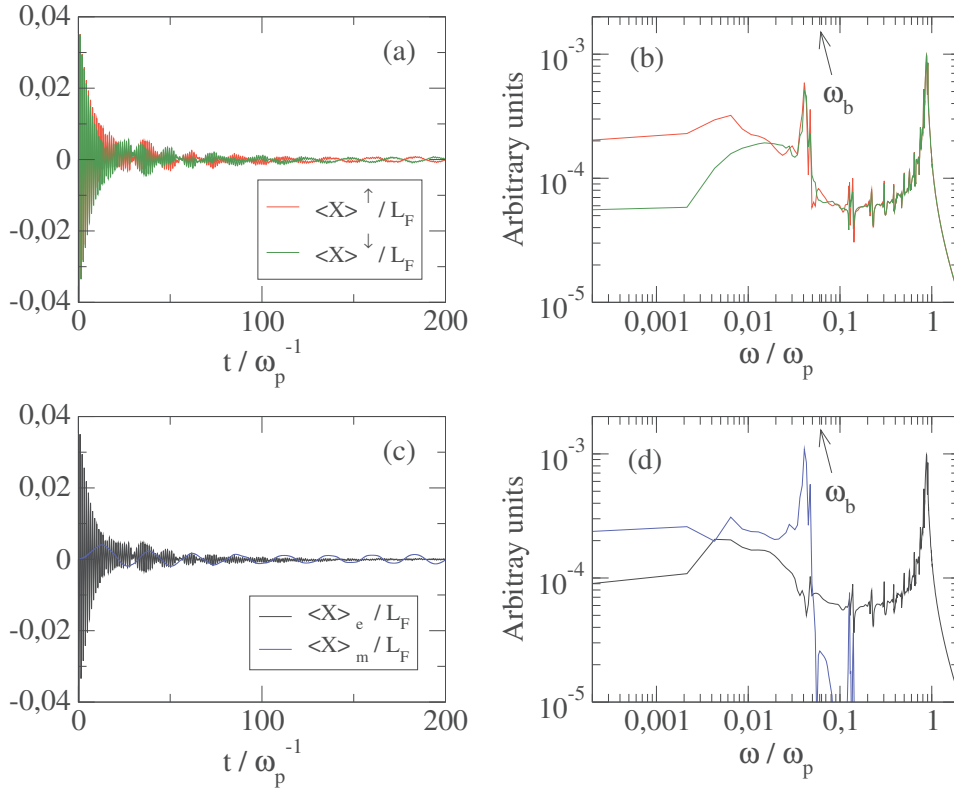 0,04
0,02
0
-0,02
-0,04
(a)
<X>↑ / L_F
<X>↓ / L_F
0
100
200
t / ω_p^-1
(b)
ω_b
Arbitrary units
10^-3
10^-4
10^-5
0,001
0,01
0,1
1
ω / ω_p
0,04
0,02
0
-0,02
-0,04
(c)
<X>_e / L_F
<X>_m / L_F
0
100
200
t / ω_p^-1
(d)
ω_b
Arbitray units
10^-3
10^-4
10^-5
0,001
0,01
0,1
1
ω / ω_p